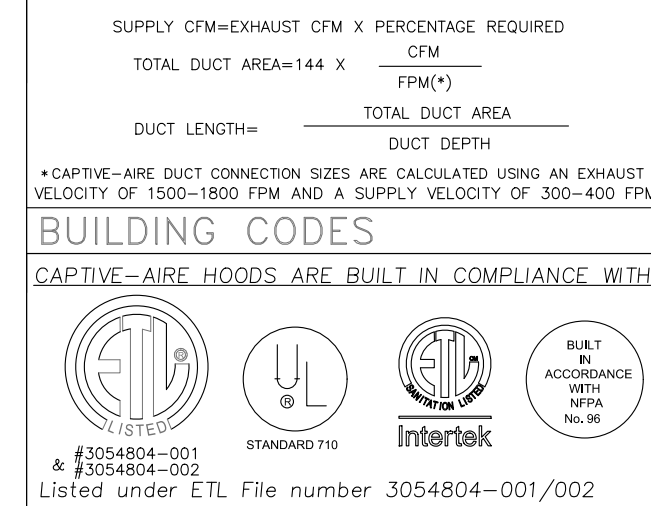 SUPPLY CFM=EXHAUST CFM X PERCENTAGE REQUIRED
TOTAL DUCT AREA=144 X CFM
FPM(*)
DUCT LENGTH= TOTAL DUCT AREA
DUCT DEPTH
*CAPTIVE-AIRE DUCT CONNECTION SIZES ARE CALCULATED USING AN EXHAUST
VELOCITY OF 1500-1800 FPM AND A SUPPLY VELOCITY OF 300-400 FPM
BUILDING CODES
CAPTIVE-AIRE HOODS ARE BUILT IN COMPLIANCE WITH
ETL ®
LISTED
#3054804-001
& #3054804-002
UL ®
STANDARD 710
ETL CM
SANITATION LISTED
Intertek
BUILT
IN
ACCORDANCE
WITH
NFPA
No. 96
Listed under ETL File number 3054804-001/002